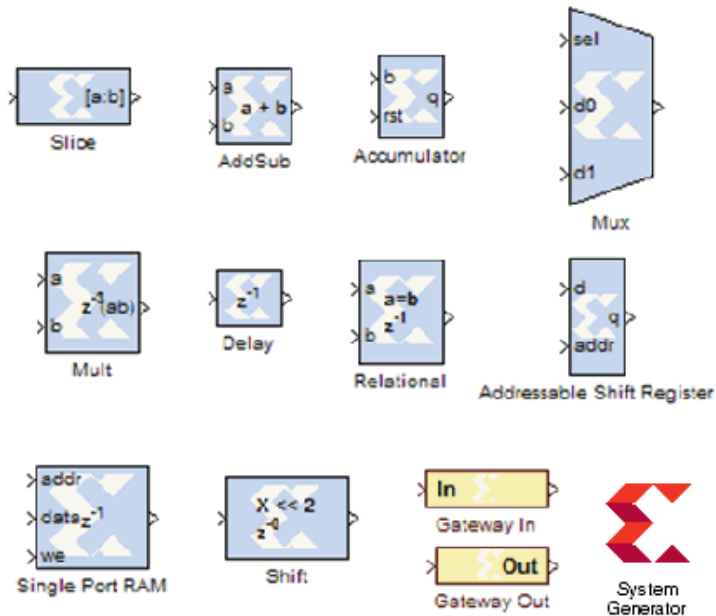 [a:b]
Slice
a
b
a + b
AddSub
b
rst
q
Accumulator
sel
d0
d1
Mux
a
b
z⁻³(ab)
Mult
z⁻¹
Delay
a
b
a=b
z⁻¹
Relational
d
addr
q
Addressable Shift Register
addr
data
we
z⁻¹
Single Port RAM
X << 2
z⁻⁰
Shift
In
Gateway In
Out
Gateway Out
System
Generator